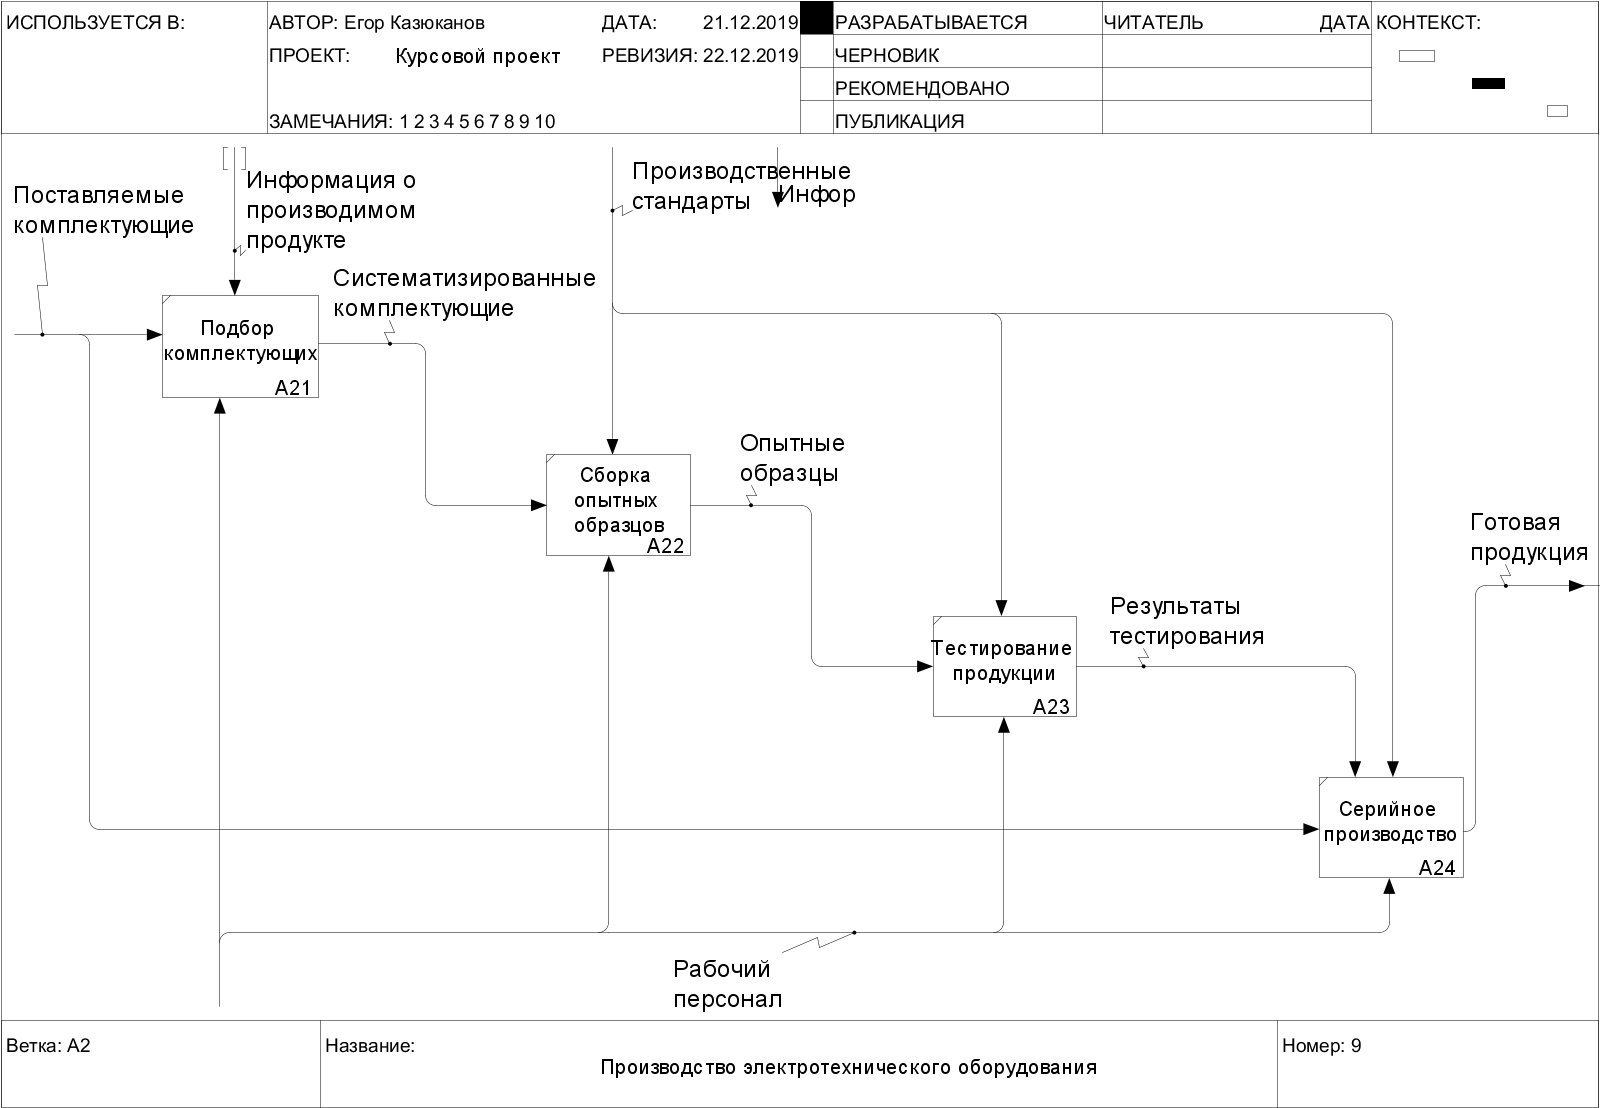 ИСПОЛЬЗУЕТСЯ В:
АВТОР: Егор Казюканов
ДАТА: 21.12.2019
ПРОЕКТ: Курсовой проект
РЕВИЗИЯ: 22.12.2019
ЗАМЕЧАНИЯ: 1 2 3 4 5 6 7 8 9 10
РАЗРАБАТЫВАЕТСЯ
ЧЕРНОВИК
РЕКОМЕНДОВАНО
ПУБЛИКАЦИЯ
ЧИТАТЕЛЬ
ДАТА
КОНТЕКСТ:
Поставляемые
комплектующие
Информация о
производимом
продукте
Производственные
стандарты
Инфор
Систематизированные
комплектующие
Подбор
комплектующих
A21
Опытные
образцы
Сборка
опытных
образцов
A22
Готовая
продукция
Результаты
тестирования
Тестирование
продукции
A23
Серийное
производство
A24
Рабочий
персонал
Ветка: A2
Название:
Производство электротехнического оборудования
Номер: 9